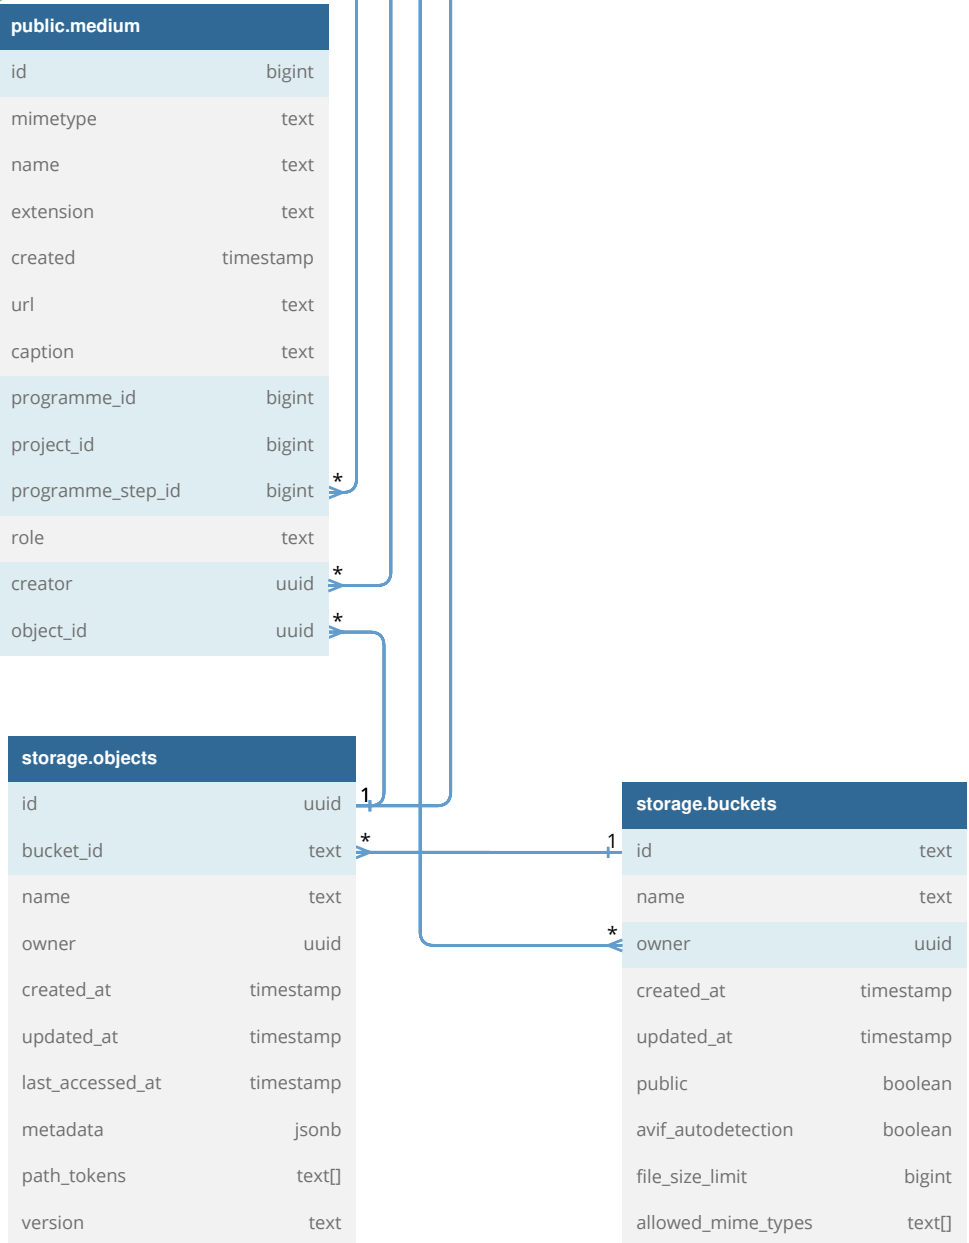 public.medium
id bigint
mimetype text
name text
extension text
created timestamp
url text
caption text
programme_id bigint
project_id bigint
programme_step_id bigint *
role text
creator uuid *
object_id uuid *
storage.objects
id uuid 1
bucket_id text *
name text
owner uuid
created_at timestamp
updated_at timestamp
last_accessed_at timestamp
metadata jsonb
path_tokens text[]
version text
storage.buckets
1 id text
name text
* owner uuid
created_at timestamp
updated_at timestamp
public boolean
avif_autodetection boolean
file_size_limit bigint
allowed_mime_types text[]